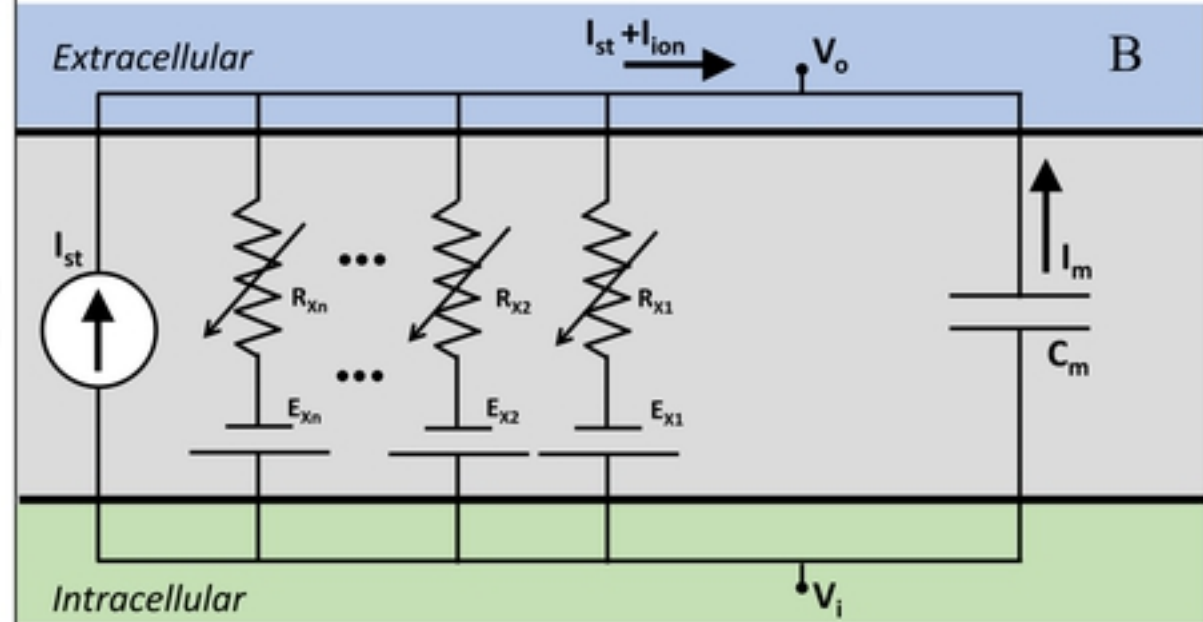 Extracellular
I_st + I_ion
V_o
B
I_st
R_Xn
R_X2
R_X1
I_m
C_m
E_Xn
E_X2
E_X1
Intracellular
V_i